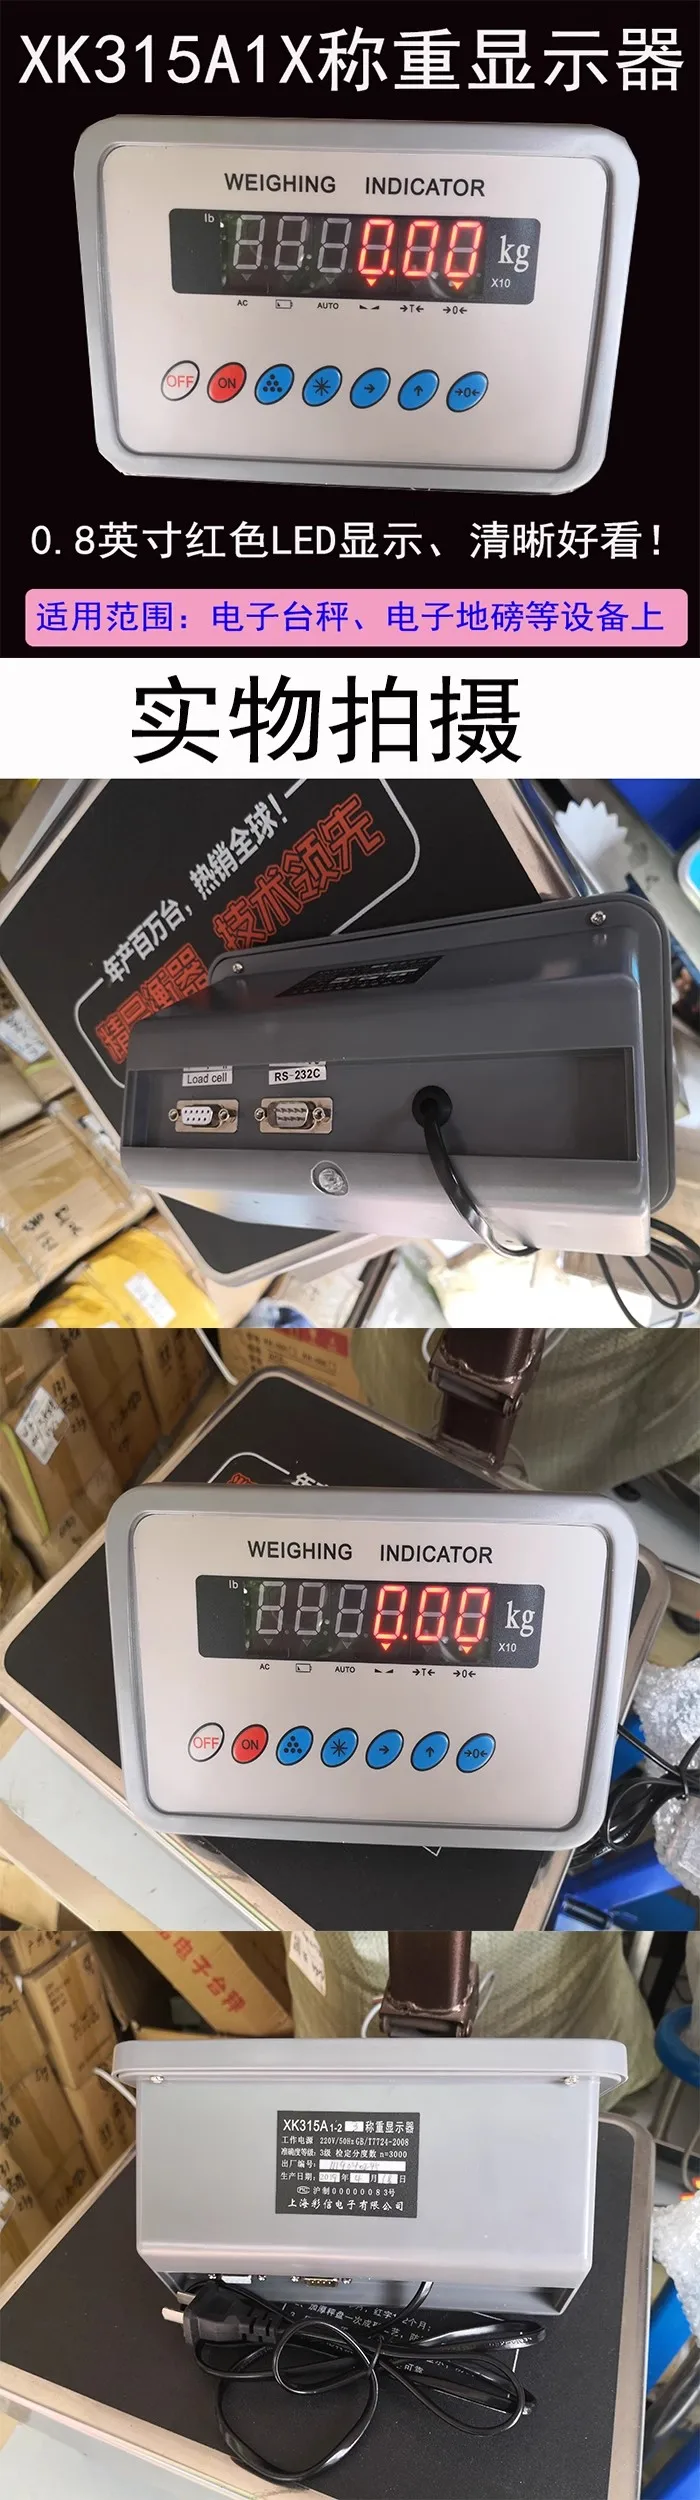 XK315A1X称重显示器
WEIGHING INDICATOR
lb
0.00
kg
X10
AC
AUTO
→T←
→0←
OFF
ON
→0←
0.8英寸红色LED显示、清晰好看!
适用范围：电子台秤、电子地磅等设备上
实物拍摄
年产百万台，热销全球！
技术领先
Load cell
RS-232C
WEIGHING INDICATOR
lb
0.00
kg
X10
AC
AUTO
→T←
→0←
OFF
ON
→0←
电子台秤
XK315A1-2 称重显示器
工作电源 220V/50Hz GB/T7724-2008
准确度等级：3级 检定分度数 n=3000
出厂编号：
生产日期： 年 4 月 日
沪制00000083号
上海彩信电子有限公司